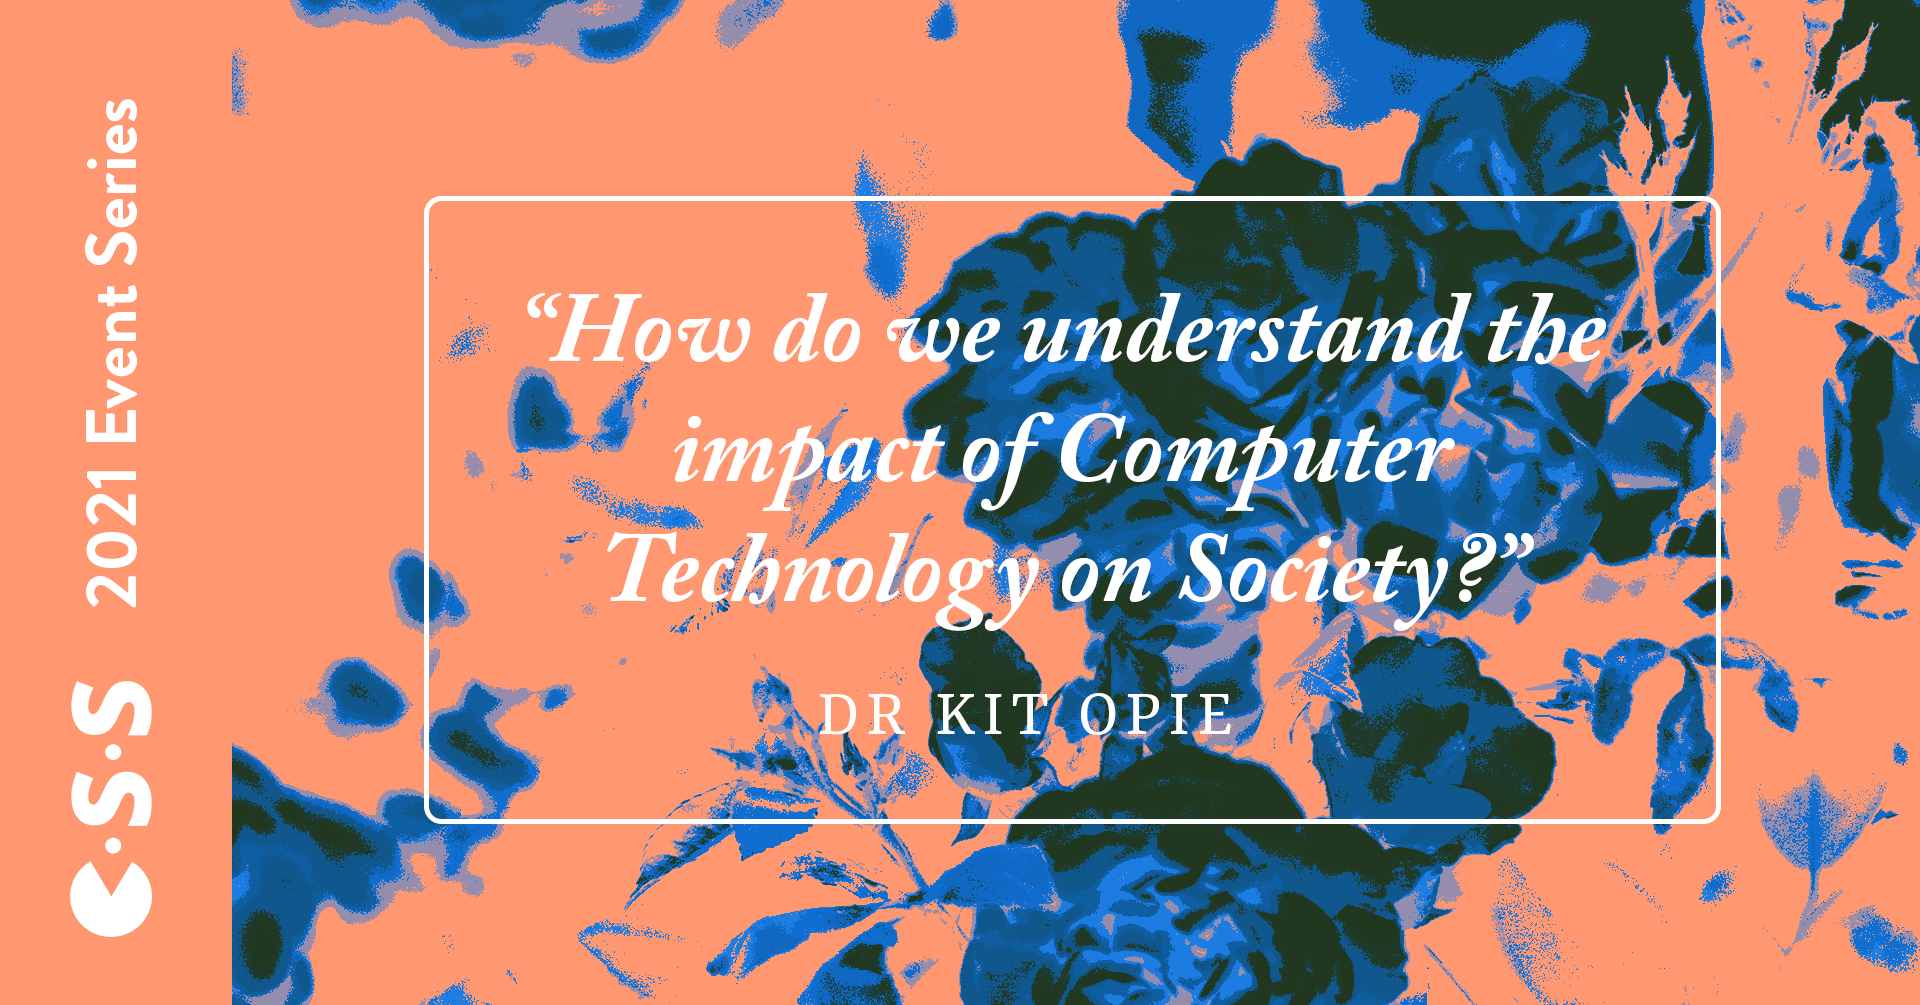 C·S·S 2021 Event Series
“How do we understand the
impact of Computer
Technology on Society?”
DR KIT OPIE